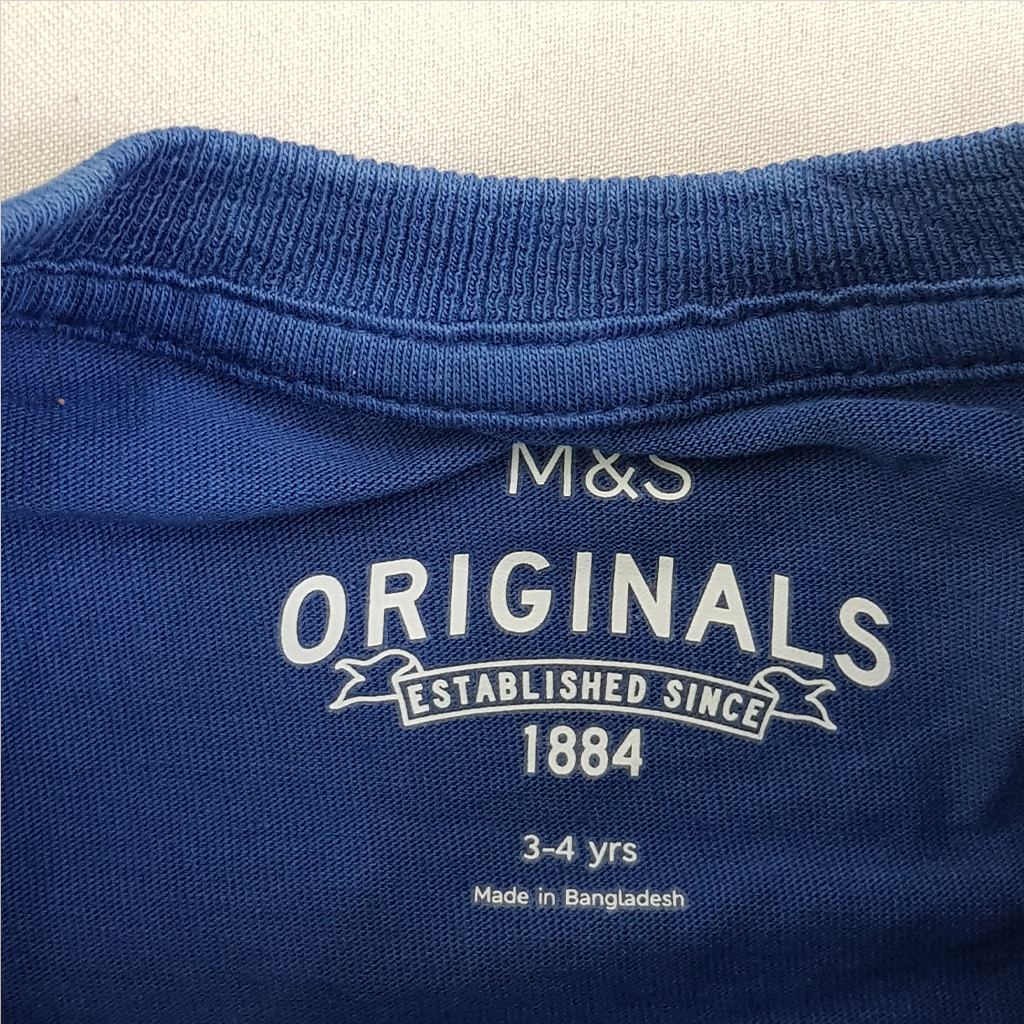 M&S
ORIGINALS
ESTABLISHED SINCE
1884
3-4 yrs
Made in Bangladesh